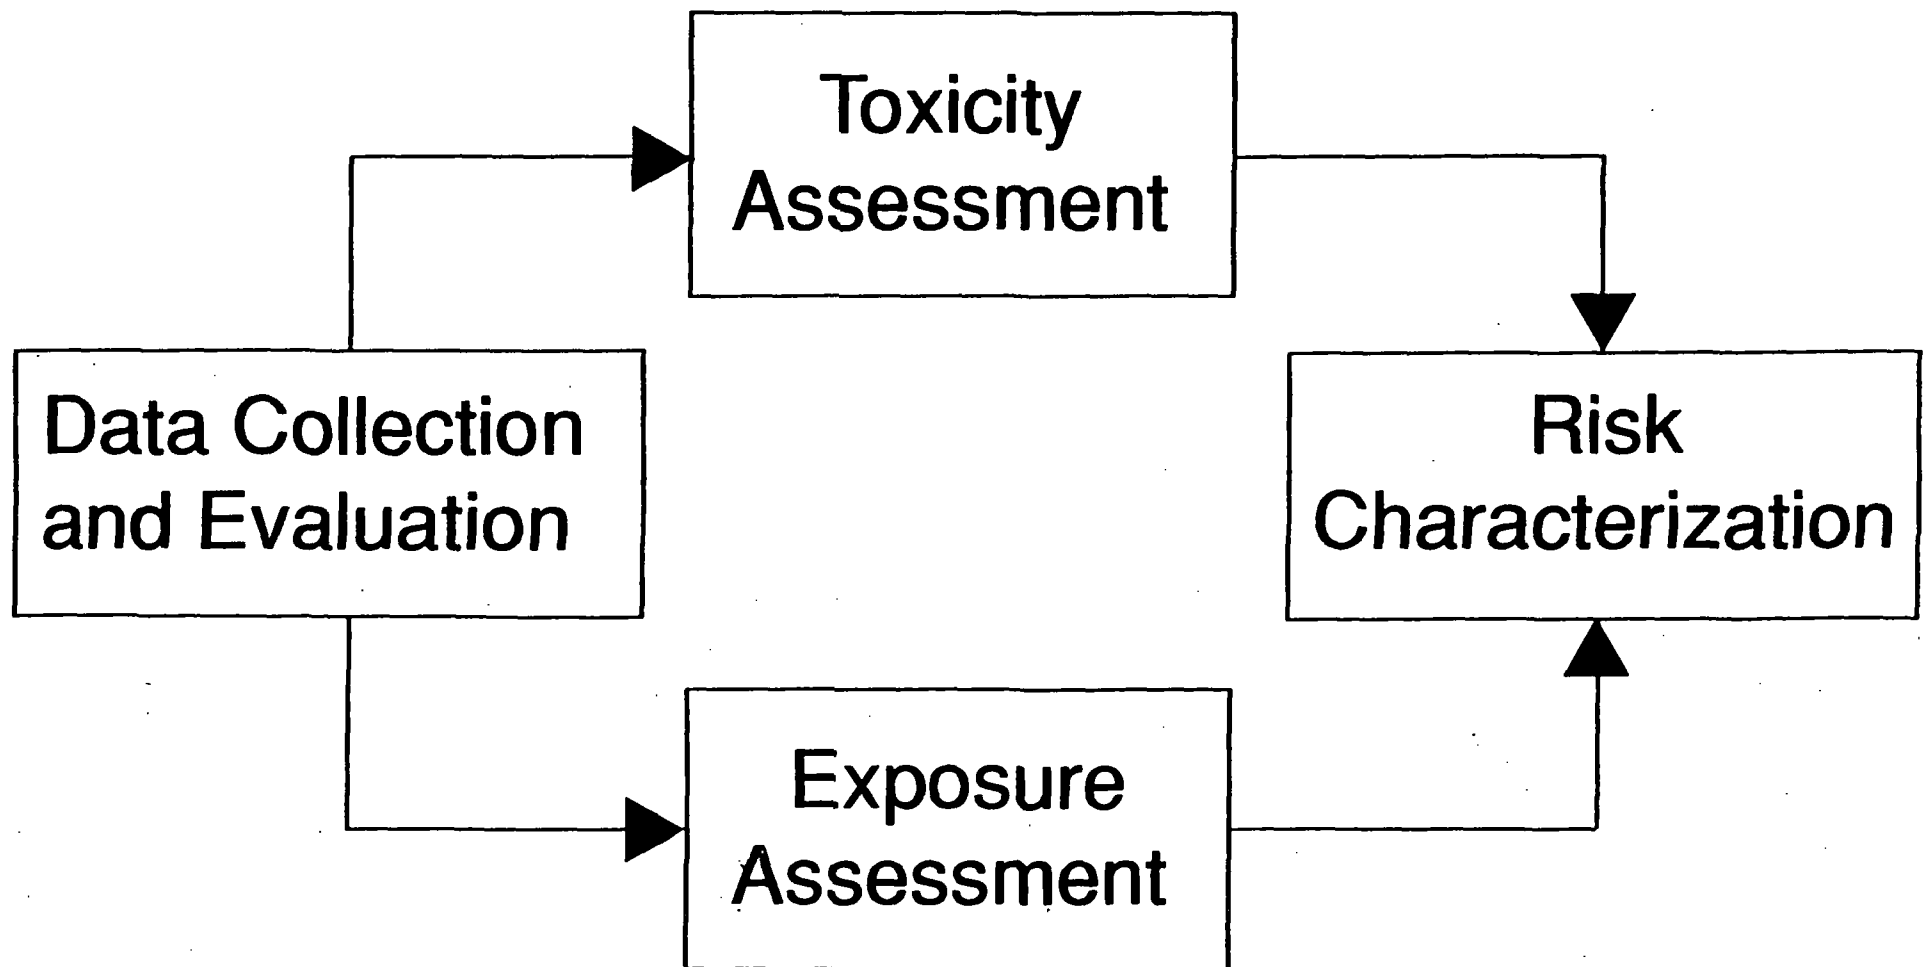 Toxicity
Assessment
Data Collection
and Evaluation
Risk
Characterization
Exposure
Assessment